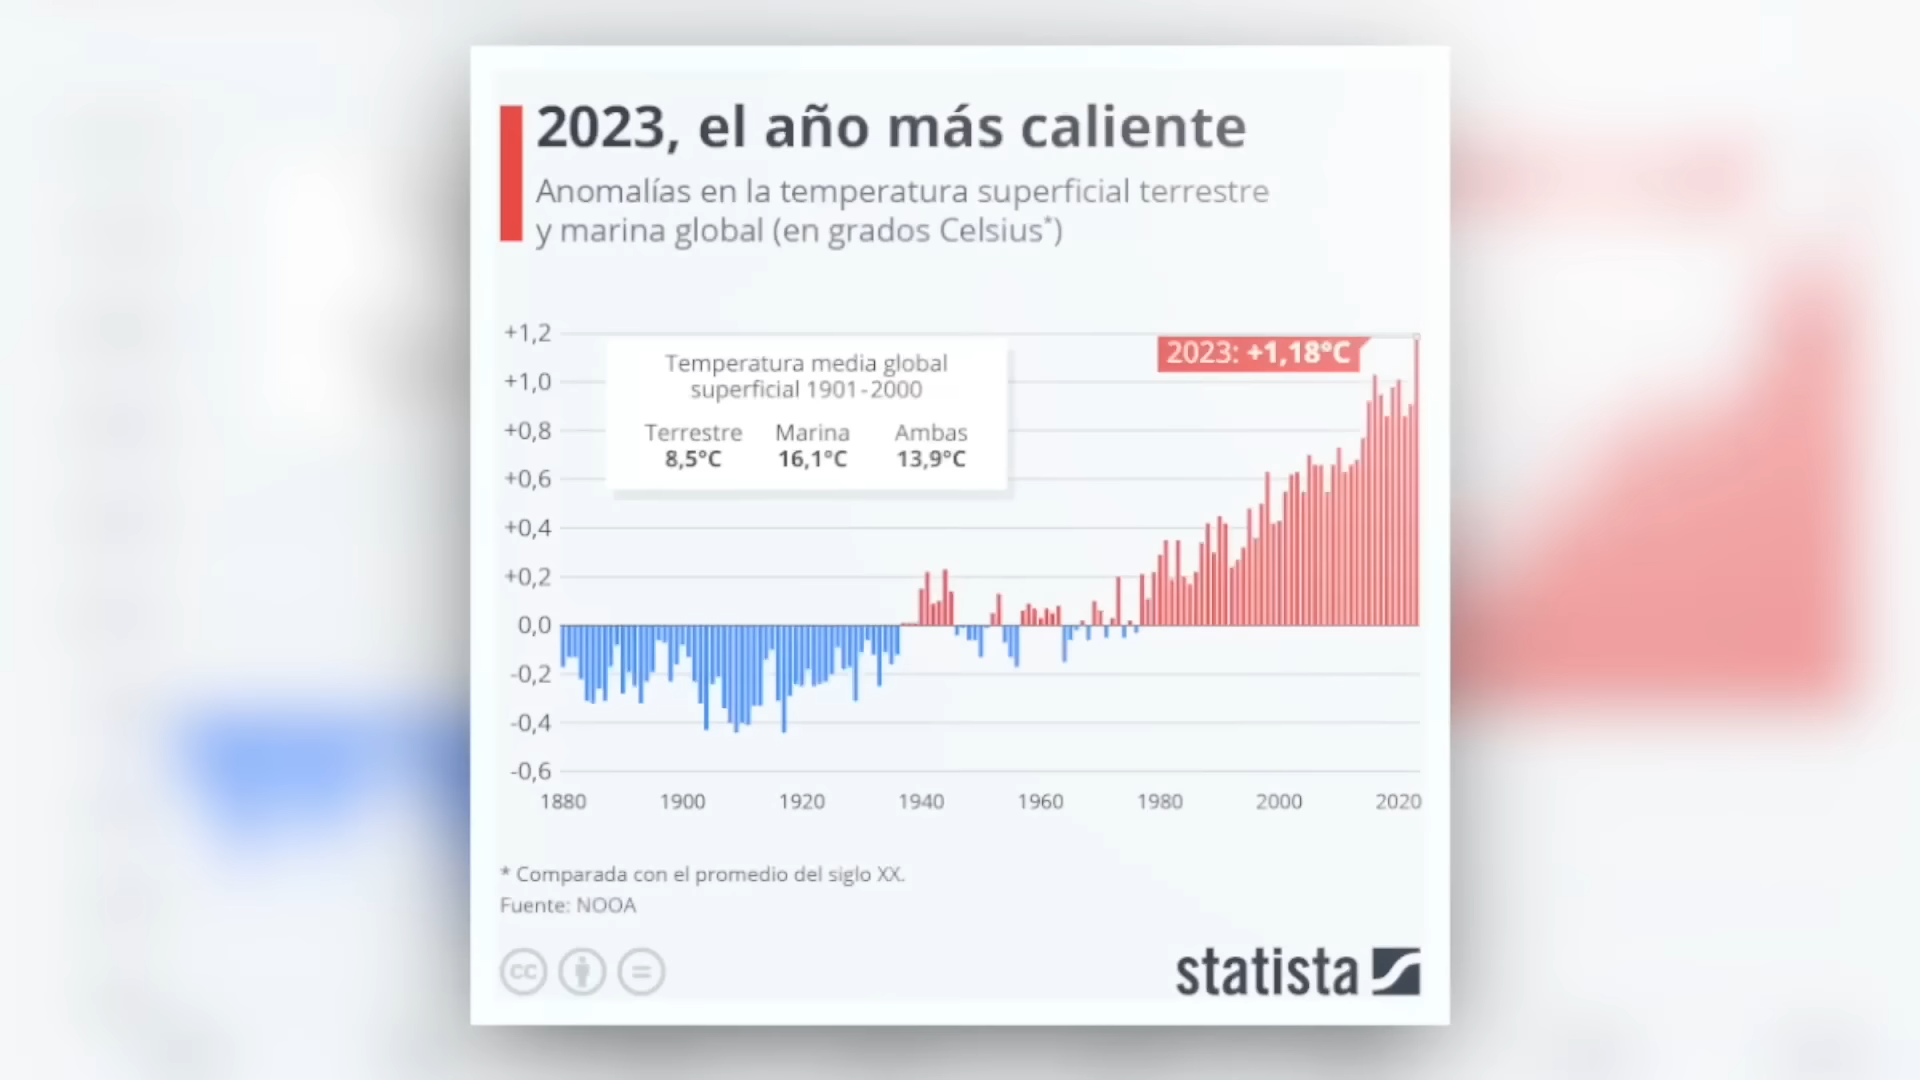 2023, el año más caliente
Anomalías en la temperatura superficial terrestre
y marina global (en grados Celsius*)
+1,2
2023: +1,18°C
Temperatura media global
superficial 1901-2000
+1,0
+0,8
Terrestre Marina Ambas
8,5°C 16,1°C 13,9°C
+0,6
+0,4
+0,2
0,0
-0,2
-0,4
-0,6
1880 1900 1920 1940 1960 1980 2000 2020
* Comparada con el promedio del siglo XX.
Fuente: NOOA
cc
statista